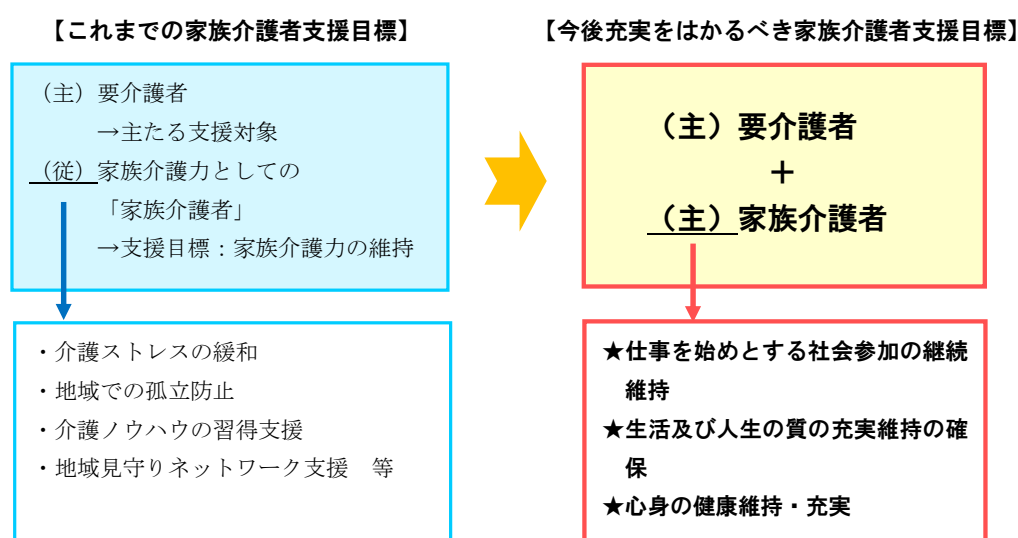 【これまでの家族介護者支援目標】
（主）要介護者
→主たる支援対象
（従）家族介護力としての
「家族介護者」
→支援目標：家族介護力の維持
・介護ストレスの緩和
・地域での孤立防止
・介護ノウハウの習得支援
・地域見守りネットワーク支援　等
【今後充実をはかるべき家族介護者支援目標】
（主）要介護者
＋
（主）家族介護者
★仕事を始めとする社会参加の継続
維持
★生活及び人生の質の充実維持の確
保
★心身の健康維持・充実